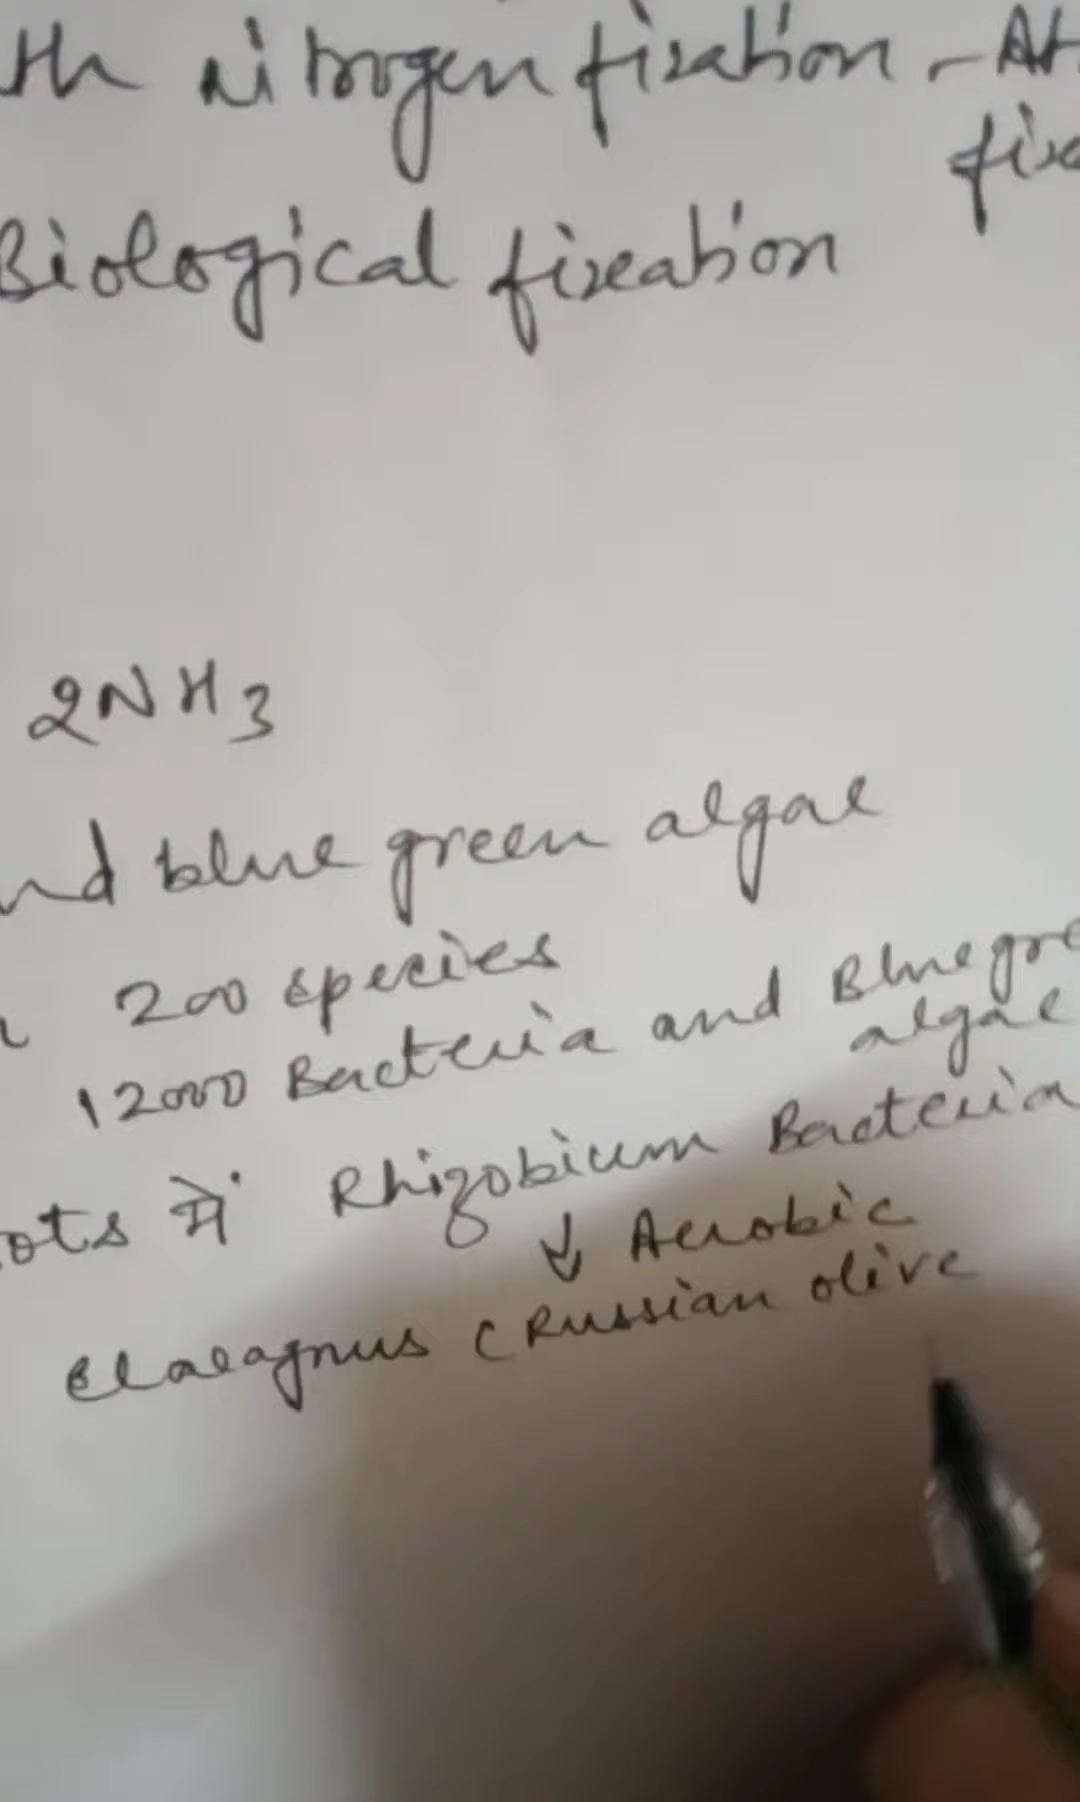 th nitrogen fixation - At
fix
Biological fixation
2NH3
nd blue green algae
200 species
12000 Bacteria and Blue gre
algae
ots में Rhizobium Bacteria
↓ Aerobic
Elaeagnus (Russian olive